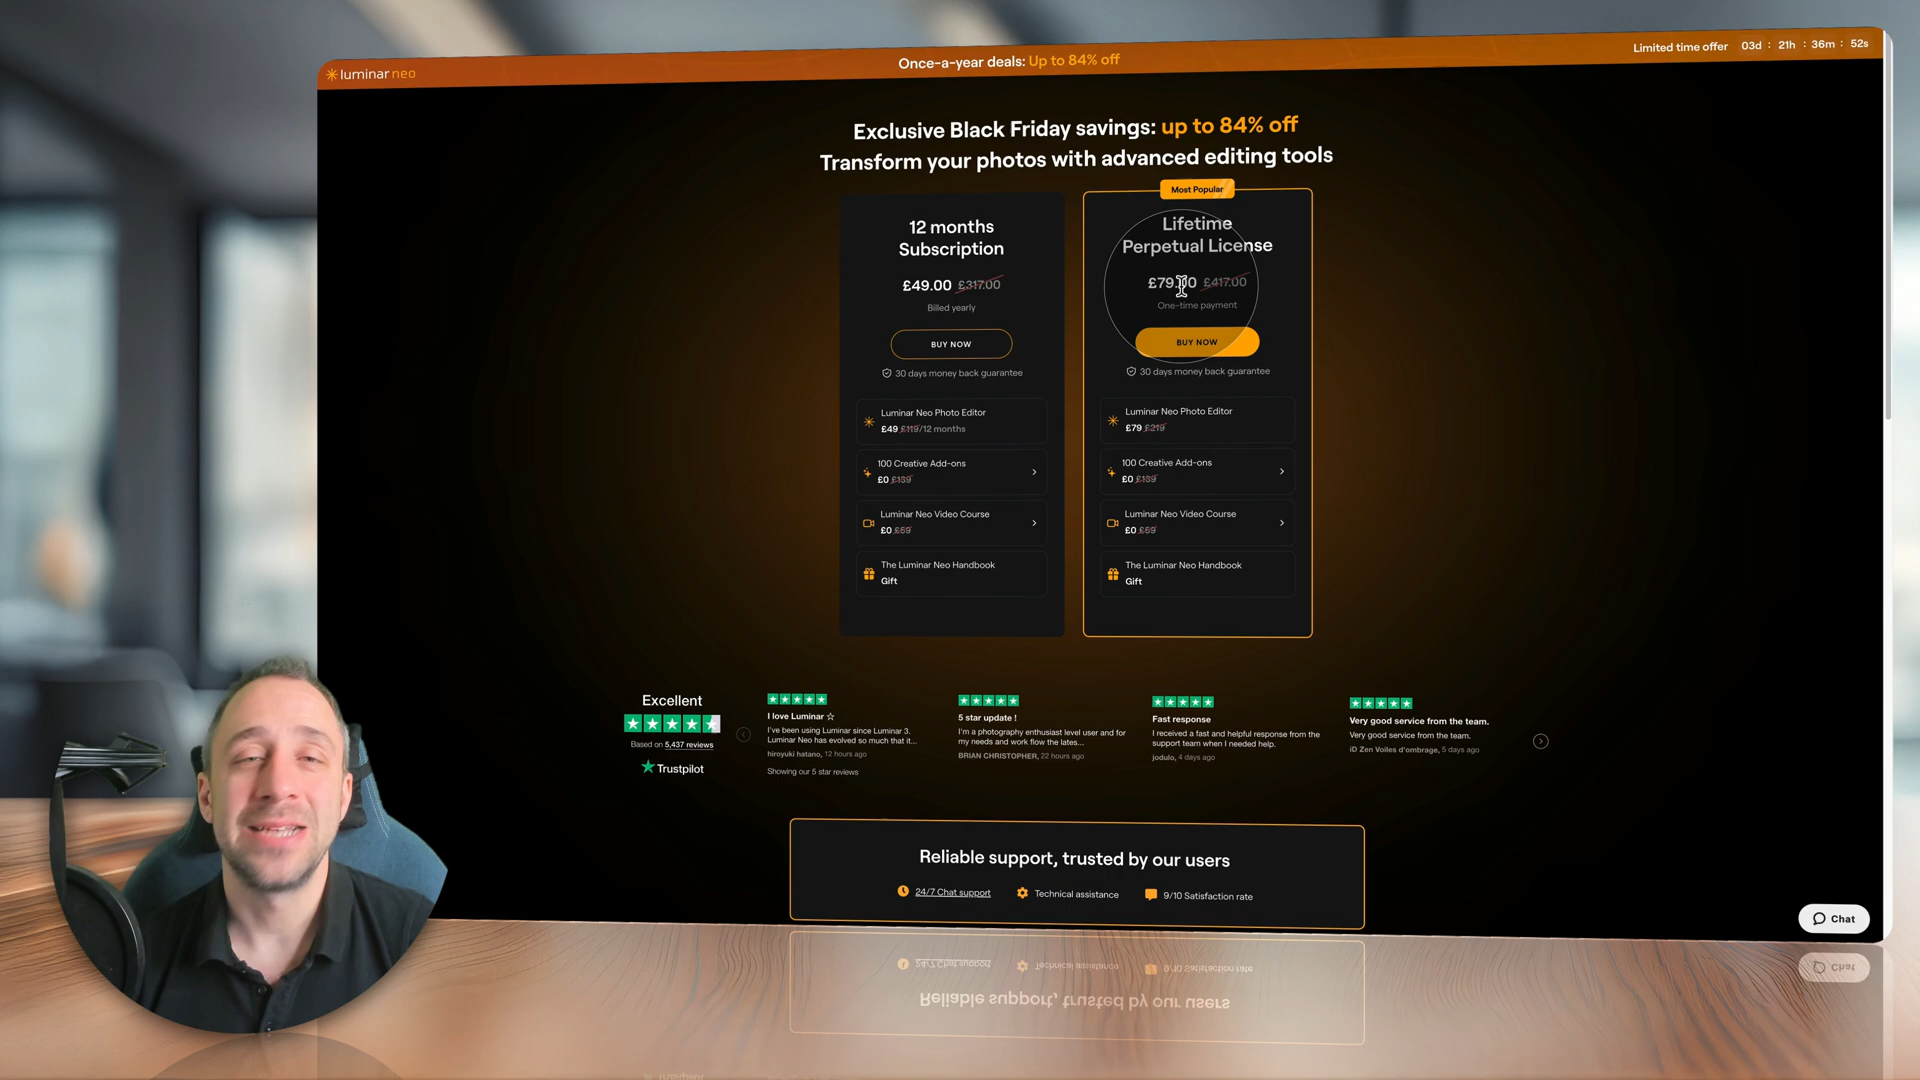 luminar neo
Once-a-year deals: Up to 84% off
Limited time offer 03d : 21h : 36m : 52s
Exclusive Black Friday savings: up to 84% off
Transform your photos with advanced editing tools
12 months
Subscription
£49.00 £317.00
Billed yearly
BUY NOW
30 days money back guarantee
Luminar Neo Photo Editor
£49 £119/12 months
100 Creative Add-ons
£0 £139
Luminar Neo Video Course
£0 £69
The Luminar Neo Handbook
Gift
Most Popular
Lifetime
Perpetual License
£79.00 £417.00
One-time payment
BUY NOW
30 days money back guarantee
Luminar Neo Photo Editor
£79 £219
100 Creative Add-ons
£0 £139
Luminar Neo Video Course
£0 £69
The Luminar Neo Handbook
Gift
Excellent
Based on 5,437 reviews
Trustpilot
I love Luminar ☆
I've been using Luminar since Luminar 3.
Luminar Neo has evolved so much that it...
hiroyuki hatano, 12 hours ago
Showing our 5 star reviews
5 star update !
I'm a photography enthusiast level user and for
my needs and work flow the lates...
BRIAN CHRISTOPHER, 22 hours ago
Fast response
I received a fast and helpful response from the
support team when I needed help.
jodulo, 4 days ago
Very good service from the team.
Very good service from the team.
iD Zen Voiles d'ombrage, 5 days ago
Reliable support, trusted by our users
24/7 Chat support
Technical assistance
9/10 Satisfaction rate
Chat